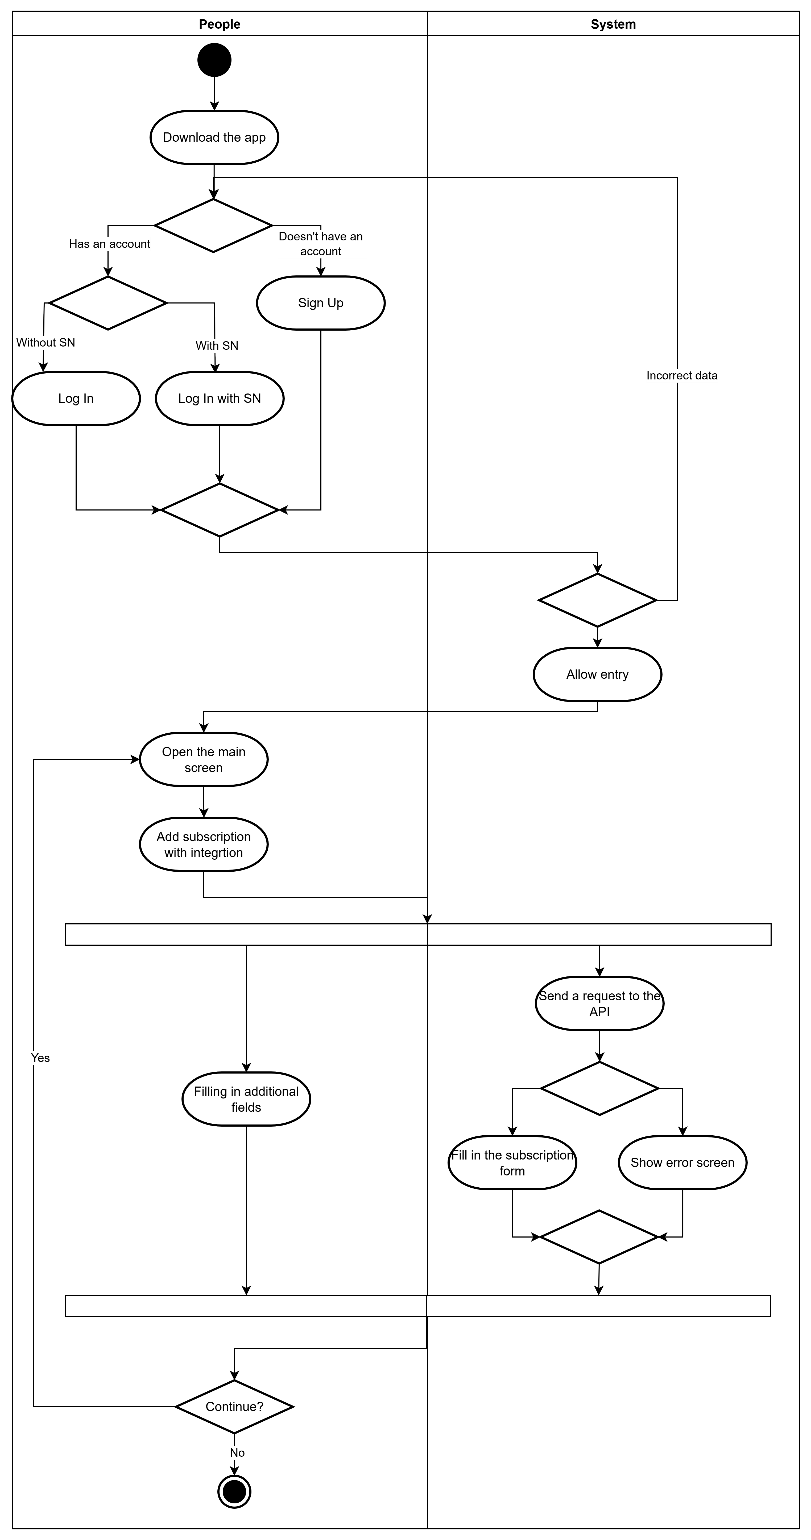 People
System
Download the app
Has an account
Doesn't have an
account
Sign Up
Without SN
With SN
Incorrect data
Log In
Log In with SN
Allow entry
Open the main
screen
Add subscription
with integrtion
Send a request to the
API
Yes
Filling in additional
fields
Fill in the subscription
form
Show error screen
Continue?
No